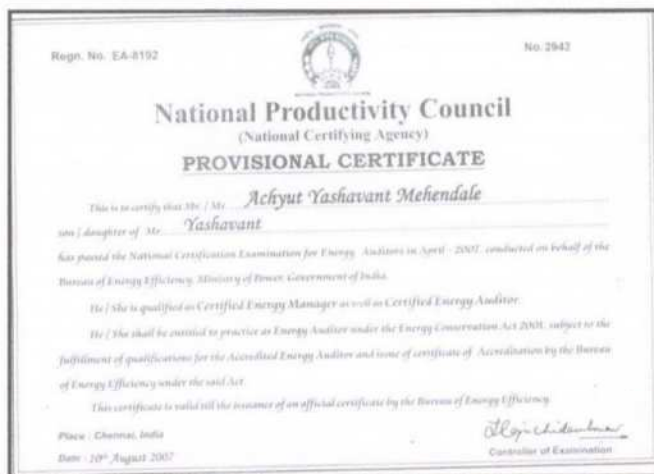 Regn. No. EA-8192
No. 2942
National Productivity Council
(National Certifying Agency)
PROVISIONAL CERTIFICATE
This is to certify that Mr. / Ms. Achyut Yashavant Mehendale
son / daughter of Mr. Yashavant
has passed the National Certification Examination for Energy Auditors in April - 2007, conducted on behalf of the
Bureau of Energy Efficiency, Ministry of Power, Government of India.
He / She is qualified as Certified Energy Manager as well as Certified Energy Auditor.
He / She shall be entitled to practice as Energy Auditor under the Energy Conservation Act 2001, subject to the
fulfillment of qualifications for the Accredited Energy Auditor and issue of certificate of Accreditation by the Bureau
of Energy Efficiency under the said Act.
This certificate is valid till the issuance of an official certificate by the Bureau of Energy Efficiency.
Place : Chennai, India
Controller of Examination
Date : August 2007